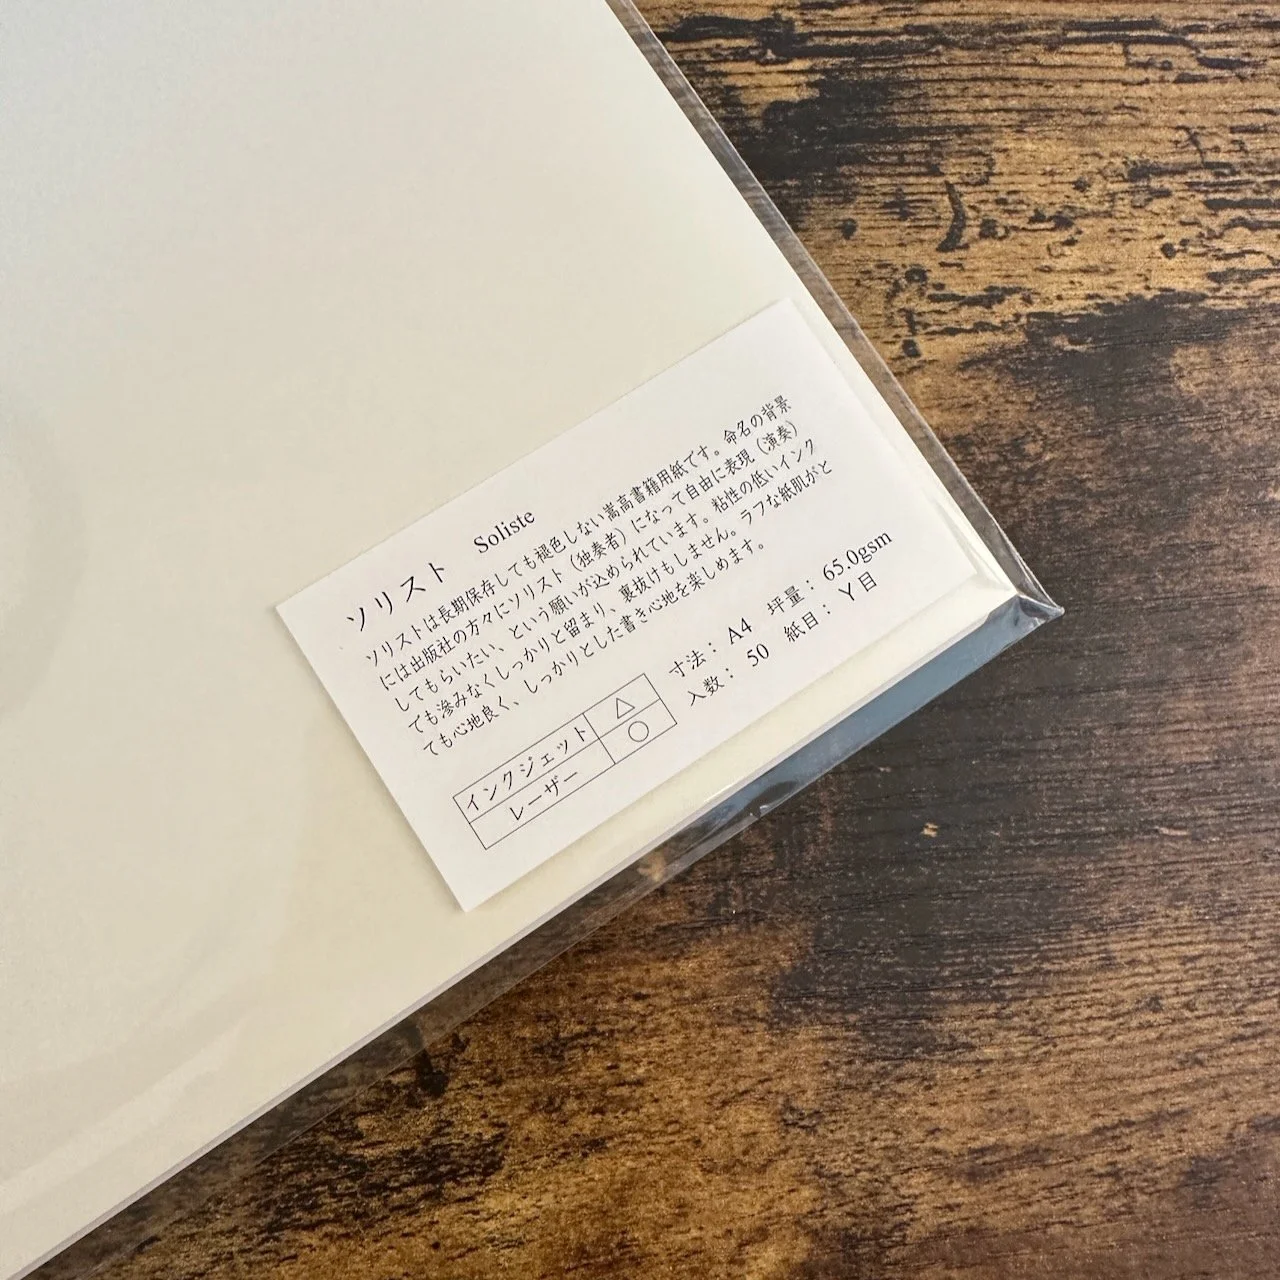 ソリスト Soliste
ソリストは長期保存しても褪色しない嵩高書籍用紙です。命名の背景
には出版社の方々にソリスト（独奏者）になって自由に表現（演奏）
してもらいたい、という願いが込められています。粘性の低いインク
でも滲みなくしっかりと留まり、裏抜けもしません。ラフな紙肌がと
ても心地良く、しっかりとした書き心地を楽しめます。
インクジェット △
レーザー ○
寸法： A4 坪量： 65.0gsm
入数： 50 紙目： Y目